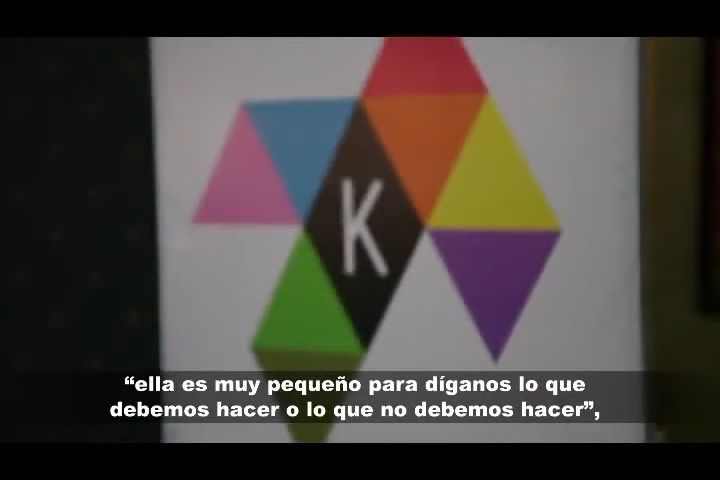 K
“ella es muy pequeño para díganos lo que
debemos hacer o lo que no debemos hacer”,